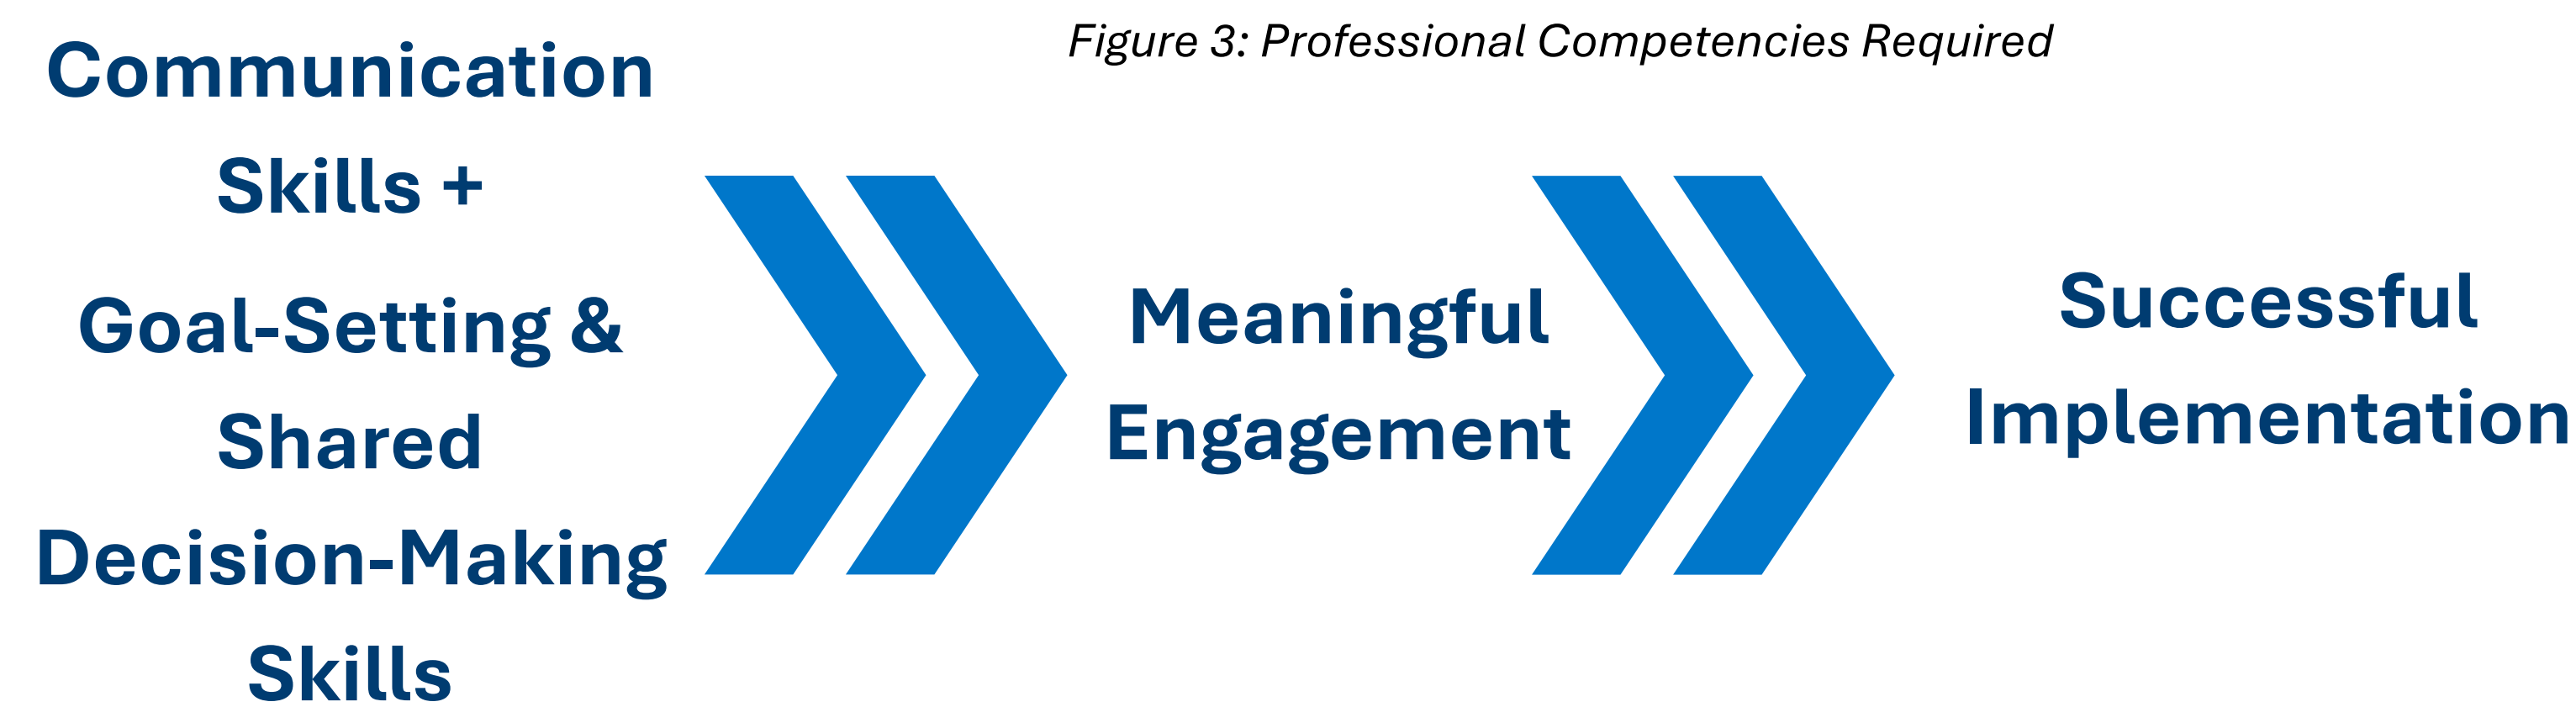 Figure 3: Professional Competencies Required
Communication
Skills +
Goal-Setting &
Shared
Decision-Making
Skills
Meaningful
Engagement
Successful
Implementation